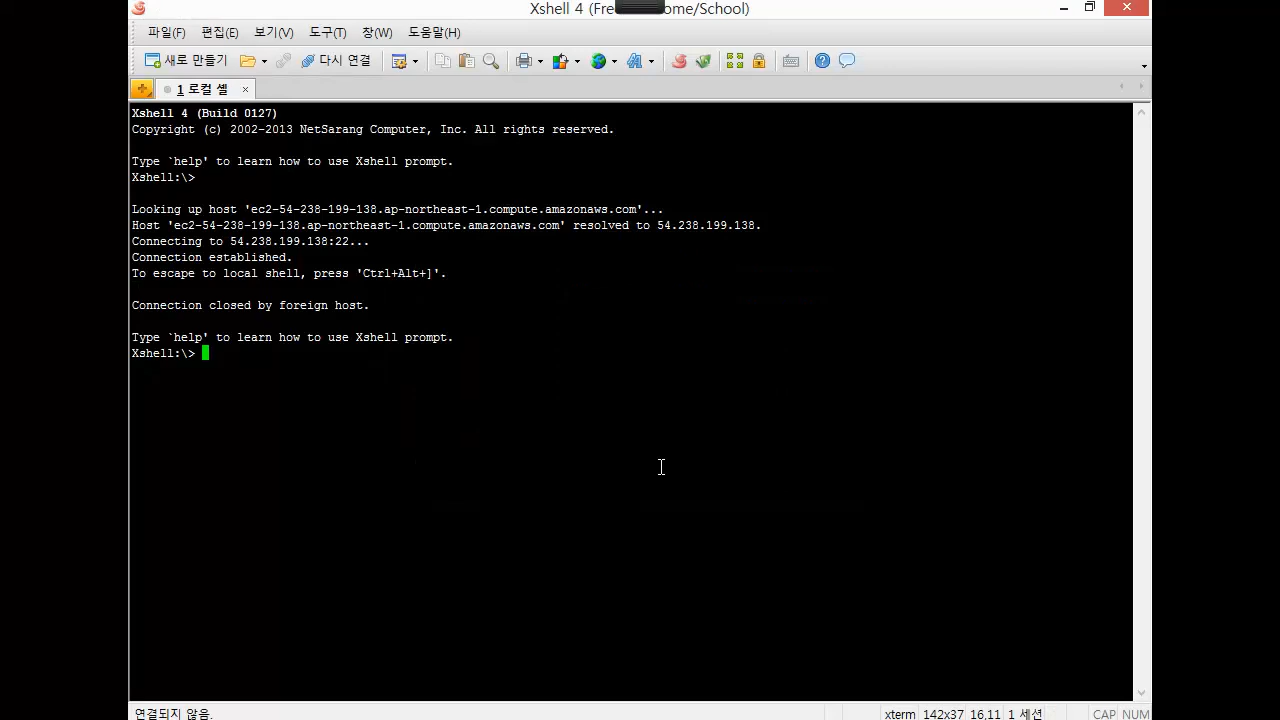 Xshell 4 (Free ome/School)
파일(F) 편집(E) 보기(V) 도구(T) 창(W) 도움말(H)
새로 만들기 다시 연결
1 로컬 셸
Xshell 4 (Build 0127)
Copyright (c) 2002-2013 NetSarang Computer, Inc. All rights reserved.
Type `help' to learn how to use Xshell prompt.
Xshell:\>
Looking up host 'ec2-54-238-199-138.ap-northeast-1.compute.amazonaws.com'...
Host 'ec2-54-238-199-138.ap-northeast-1.compute.amazonaws.com' resolved to 54.238.199.138.
Connecting to 54.238.199.138:22...
Connection established.
To escape to local shell, press 'Ctrl+Alt+]'.
Connection closed by foreign host.
Type `help' to learn how to use Xshell prompt.
Xshell:\>
연결되지 않음. xterm 142x37 16,11 1 세션 CAP NUM